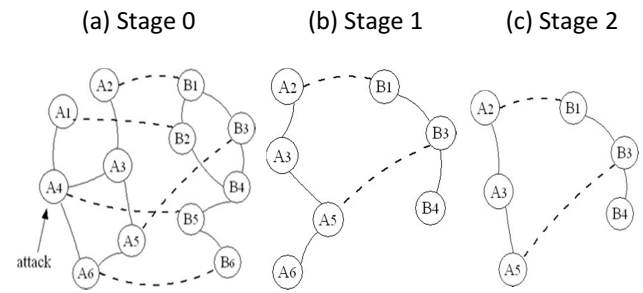 (a) Stage 0
(b) Stage 1
(c) Stage 2
A1
A2
A3
A4
A5
A6
B1
B2
B3
B4
B5
B6
attack
A2
B1
A3
B3
A5
B4
A6
A2
B1
A3
B3
B4
A5